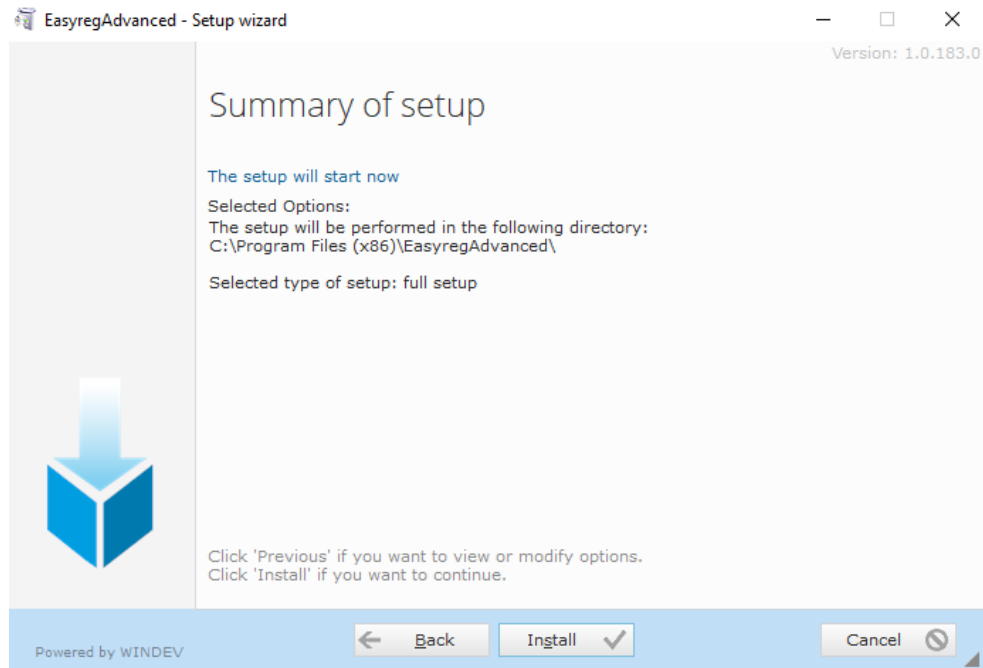 EasyregAdvanced - Setup wizard
Version: 1.0.183.0
Summary of setup
The setup will start now
Selected Options:
The setup will be performed in the following directory:
C:\Program Files (x86)\EasyregAdvanced\
Selected type of setup: full setup
Click 'Previous' if you want to view or modify options.
Click 'Install' if you want to continue.
Powered by WINDEV
Back
Install
Cancel